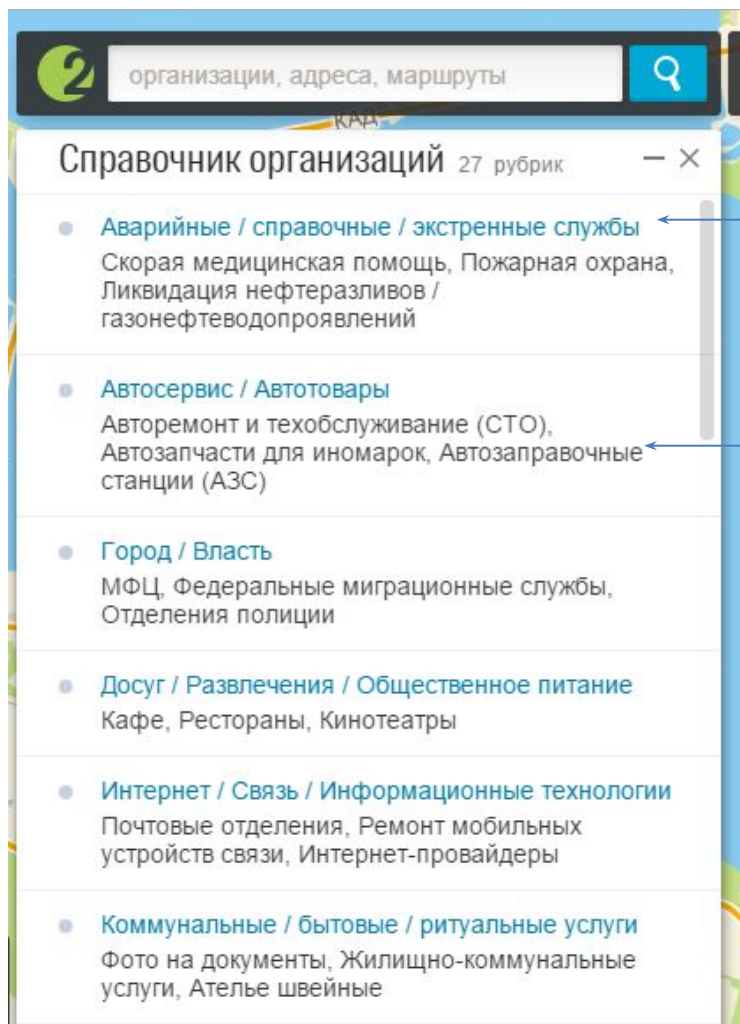 2
организации, адреса, маршруты
КАД
Справочник организаций 27 рубрик
Аварийные / справочные / экстренные службы
Скорая медицинская помощь, Пожарная охрана,
Ликвидация нефтеразливов /
газонефтеводопроявлений
Автосервис / Автотовары
Авторемонт и техобслуживание (СТО),
Автозапчасти для иномарок, Автозаправочные
станции (АЗС)
Город / Власть
МФЦ, Федеральные миграционные службы,
Отделения полиции
Досуг / Развлечения / Общественное питание
Кафе, Рестораны, Кинотеатры
Интернет / Связь / Информационные технологии
Почтовые отделения, Ремонт мобильных
устройств связи, Интернет-провайдеры
Коммунальные / бытовые / ритуальные услуги
Фото на документы, Жилищно-коммунальные
услуги, Ателье швейные